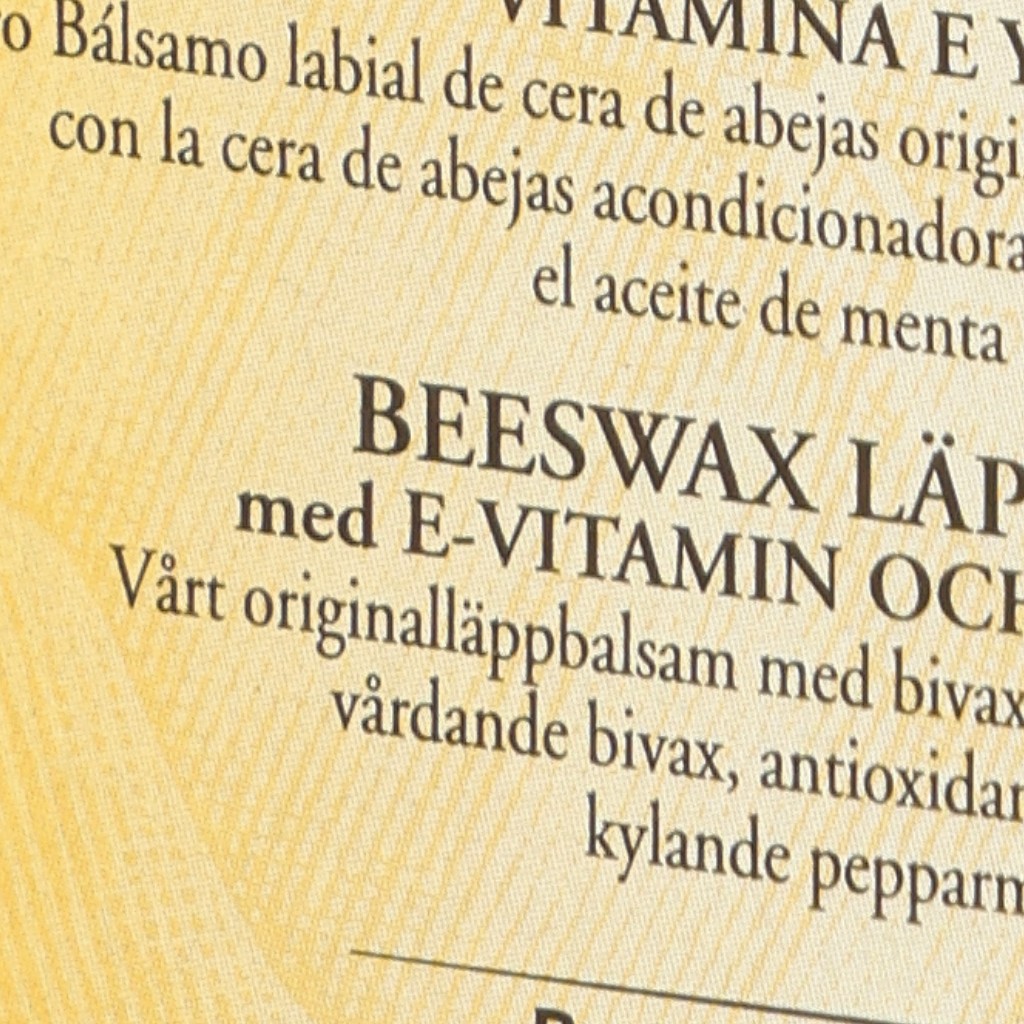 VITAMINA E Y
o Bálsamo labial de cera de abejas origi
con la cera de abejas acondicionadora
el aceite de menta
BEESWAX LÄP
med E-VITAMIN OCH
Vårt originalläppbalsam med bivax
vårdande bivax, antioxidan
kylande pepparm